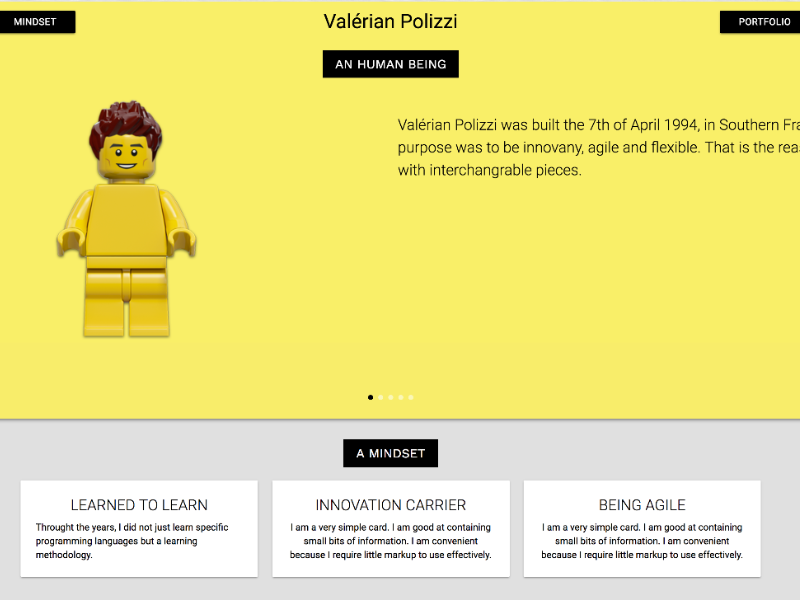 MINDSET
Valérian Polizzi
PORTFOLIO
AN HUMAN BEING
Valérian Polizzi was built the 7th of April 1994, in Southern
purpose was to be innovany, agile and flexible. That is the
with interchangrable pieces.
A MINDSET
LEARNED TO LEARN
Throught the years, I did not just learn specific
programming languages but a learning
methodology.
INNOVATION CARRIER
I am a very simple card. I am good at containing
small bits of information. I am convenient
because I require little markup to use effectively.
BEING AGILE
I am a very simple card. I am good at containing
small bits of information. I am convenient
because I require little markup to use effectively.